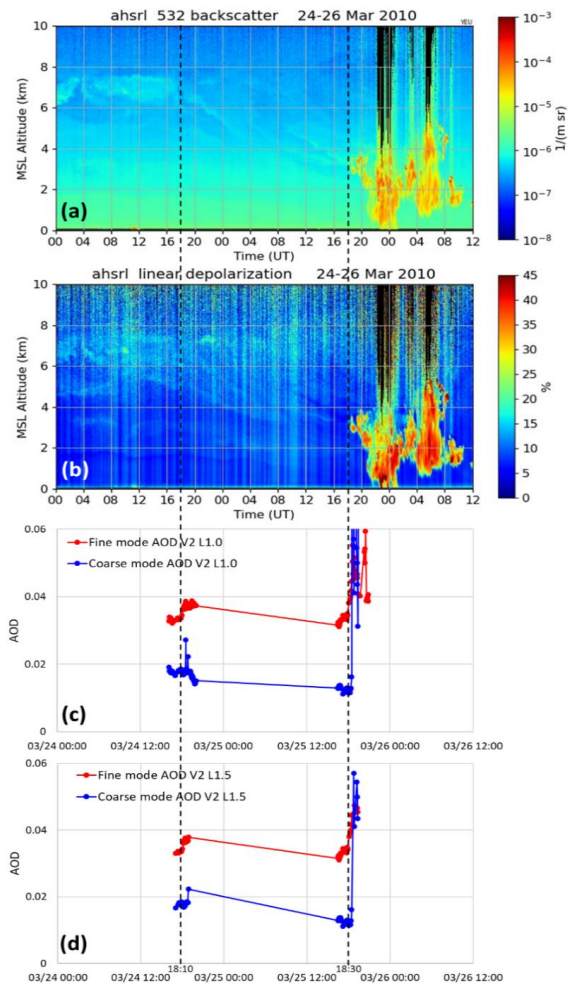 ahsrl 532 backscatter 24-26 Mar 2010
YEU
10
8
6
4
2
0
MSL Altitude (km)
(a)
00 04 08 12 16 20 00 04 08 12 16 20 00 04 08 12
Time (UT)
10⁻³
10⁻⁴
10⁻⁵
10⁻⁶
10⁻⁷
10⁻⁸
1/(m sr)
ahsrl linear depolarization 24-26 Mar 2010
10
8
6
4
2
0
MSL Altitude (km)
(b)
00 04 08 12 16 20 00 04 08 12 16 20 00 04 08 12
Time (UT)
45
40
35
30
25
20
15
10
5
0
%
0.06
0.04
0.02
0
AOD
Fine mode AOD V2 L1.0
Coarse mode AOD V2 L1.0
(c)
03/24 00:00 03/24 12:00 03/25 00:00 03/25 12:00 03/26 00:00 03/26 12:00
0.06
0.04
0.02
0
AOD
Fine mode AOD V2 L1.5
Coarse mode AOD V2 L1.5
(d)
18:10 18:30
03/24 00:00 03/24 12:00 03/25 00:00 03/25 12:00 03/26 00:00 03/26 12:00